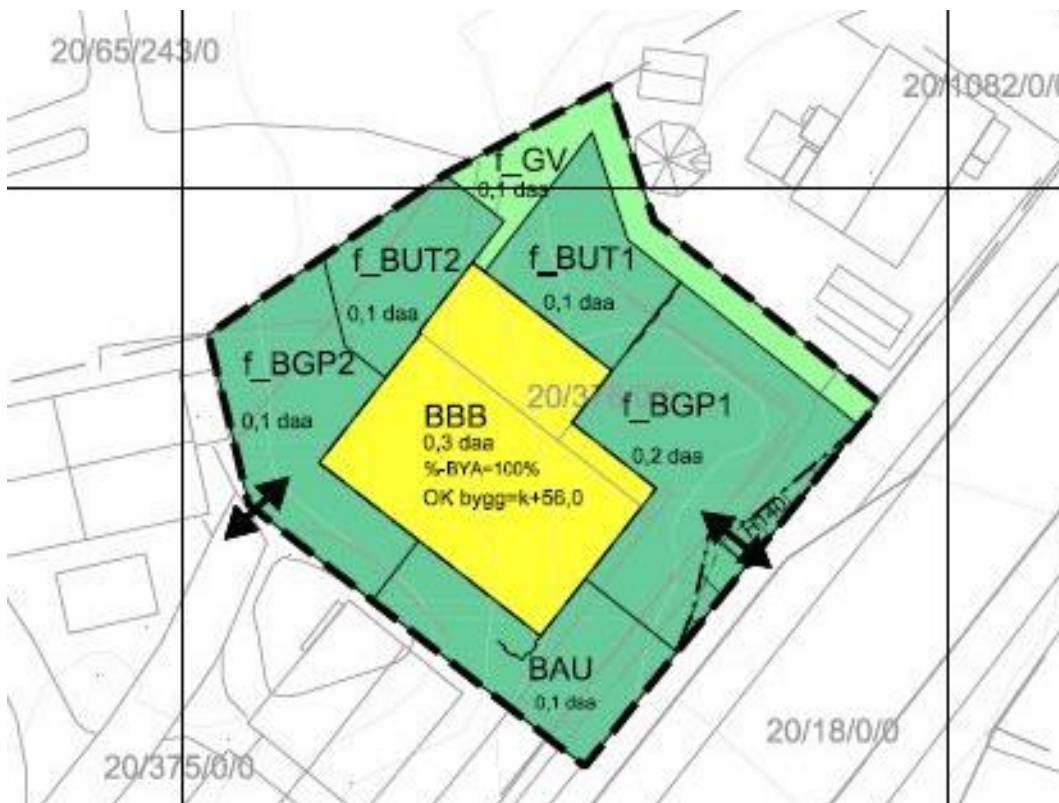 20/65/243/0
20/1082/0/0
f_GV
0,1 daa
f_BUT2
0,1 daa
f_BUT1
0,1 daa
f_BGP2
0,1 daa
f_BGP1
0,2 daa
BBB
0,3 daa
%-BYA=100%
OK bygg=k+56,0
BAU
0,1 daa
20/18/0/0
20/375/0/0